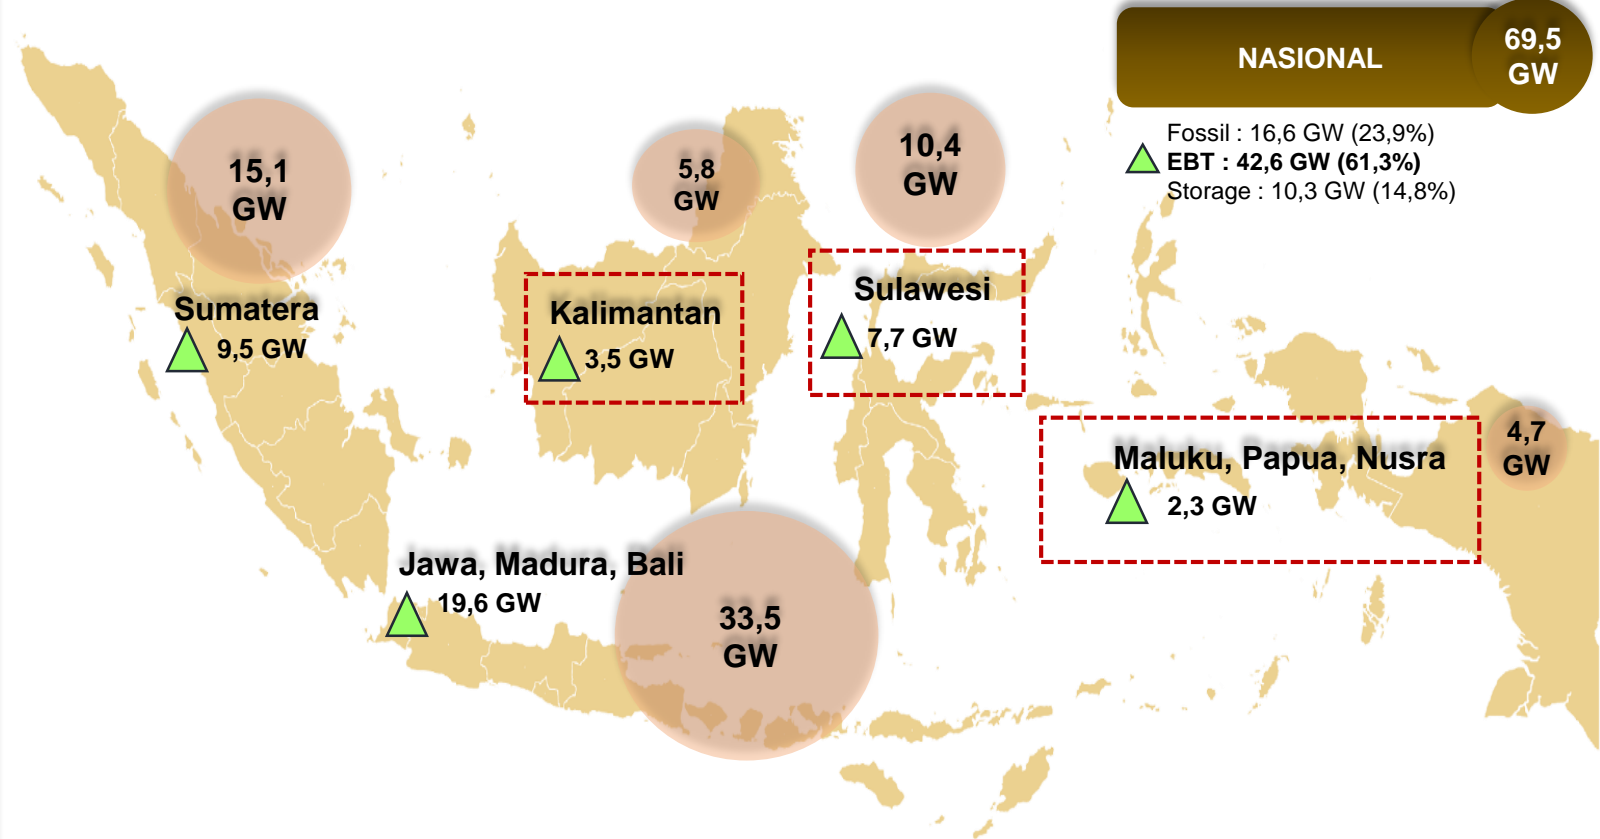 NASIONAL
69,5
GW
Fossil : 16,6 GW (23,9%)
EBT : 42,6 GW (61,3%)
Storage : 10,3 GW (14,8%)
15,1
GW
Sumatera
9,5 GW
5,8
GW
Kalimantan
3,5 GW
10,4
GW
Sulawesi
7,7 GW
4,7
GW
Maluku, Papua, Nusra
2,3 GW
Jawa, Madura, Bali
19,6 GW
33,5
GW